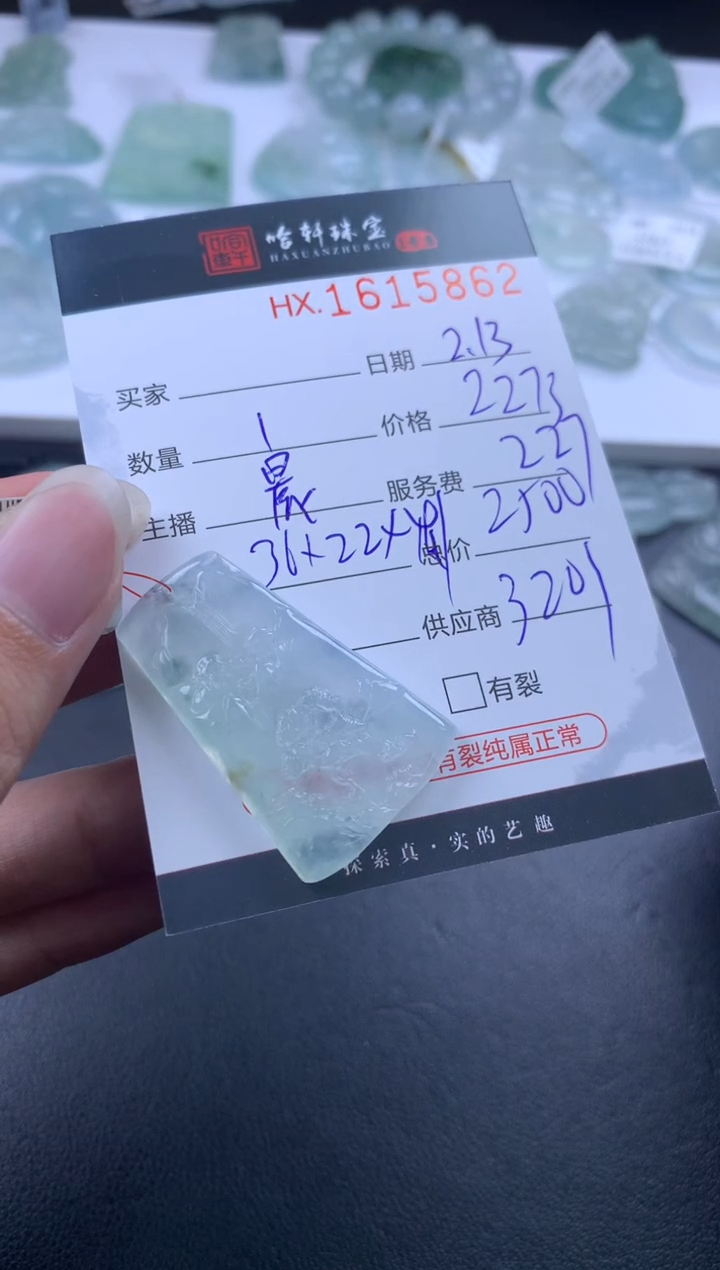 哈轩珠宝
HAXUANZHUBAO
HX.1615862
日期 2.13
买家
价格 2273
数量 1
服务费 227
主播 晨
总价 2500
36×22×
供应商 3201
有裂
有裂纯属正常
探索真·实的艺趣